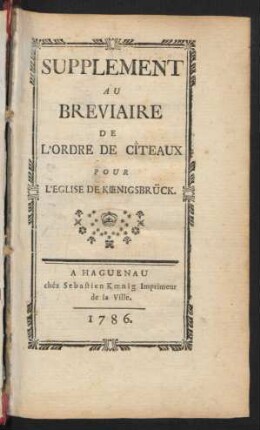 SUPPLEMENT
AU
BREVIAIRE
DE
L'ORDRE DE CÎTEAUX
POUR
L'EGLISE DE KŒNIGSBRÜCK.
A HAGUENAU
chéz Sebastien Kœnig Imprimeur
de la Ville.
1786.